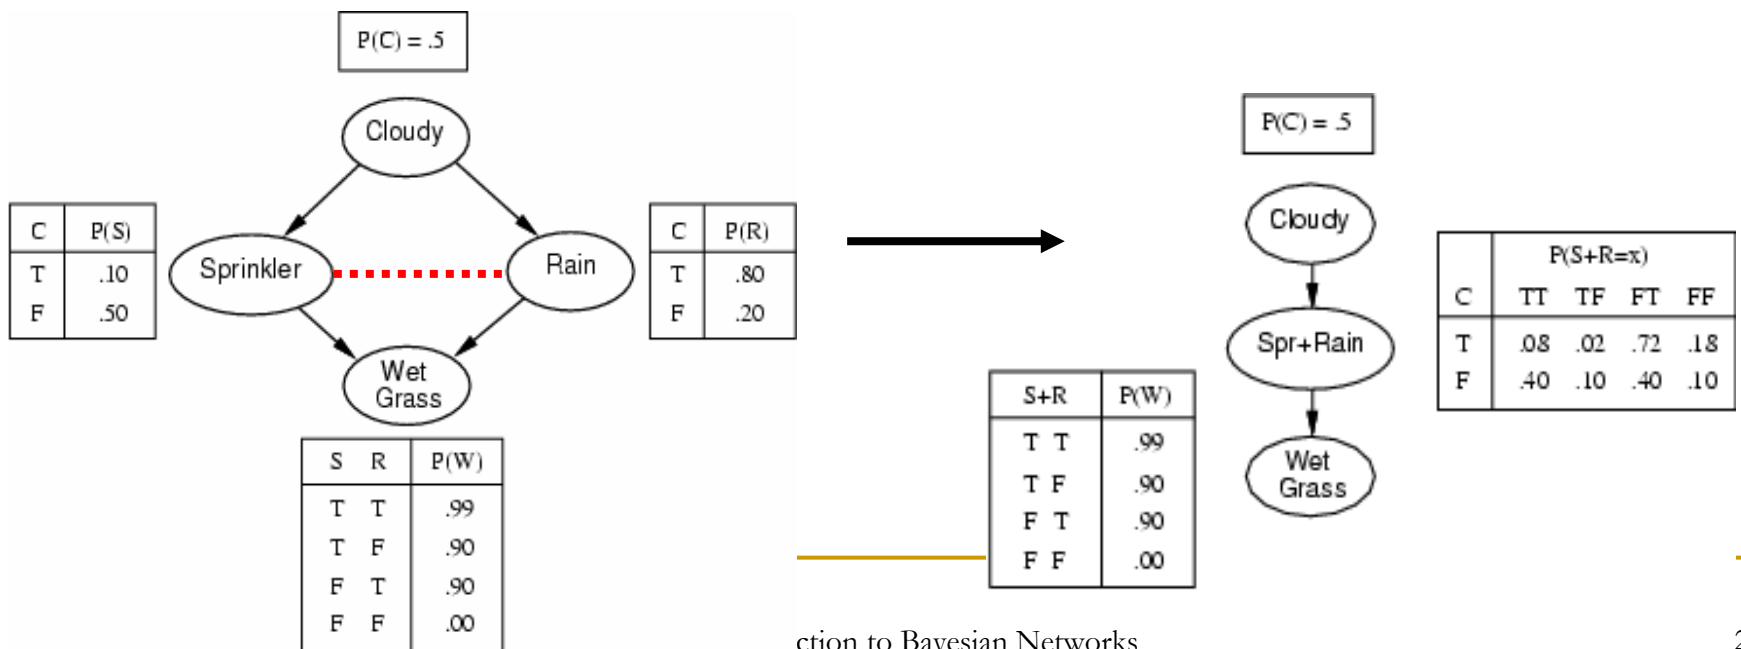 P(C) = .5
Cloudy
C P(S)
T .10
F .50
Sprinkler
Rain
C P(R)
T .80
F .20
Wet
Grass
S R P(W)
T T .99
T F .90
F T .90
F F .00
P(C) = .5
Cloudy
P(S+R=x)
C TT TF FT FF
T .08 .02 .72 .18
F .40 .10 .40 .10
Spr+Rain
S+R P(W)
T T .99
T F .90
F T .90
F F .00
Wet
Grass
ction to Bayesian Networks